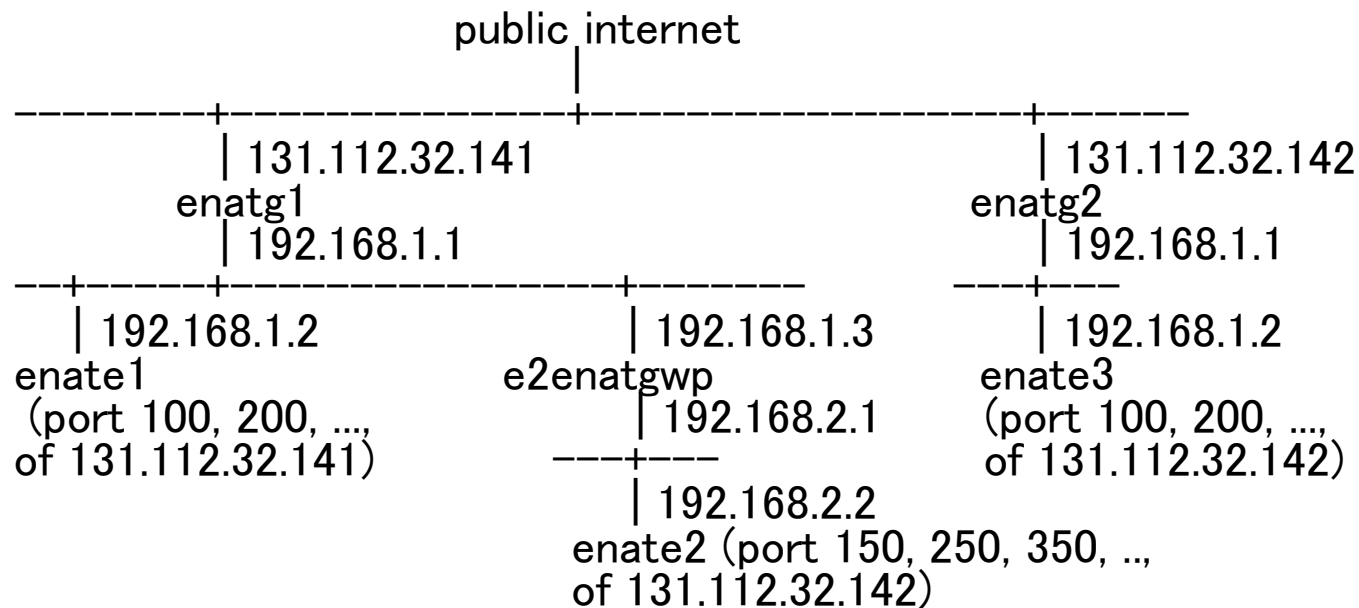 public internet
|
--------+---------------+-------------------+------
| 131.112.32.141 | 131.112.32.142
enatg1 enatg2
| 192.168.1.1 | 192.168.1.1
--+-----+-----------------+------- ---+---
| 192.168.1.2 | 192.168.1.3 | 192.168.1.2
enate1 e2enatgwp enate3
(port 100, 200, ..., | 192.168.2.1 (port 100, 200, ...,
of 131.112.32.141) ---+--- of 131.112.32.142)
| 192.168.2.2
enate2 (port 150, 250, 350, ..,
of 131.112.32.142)